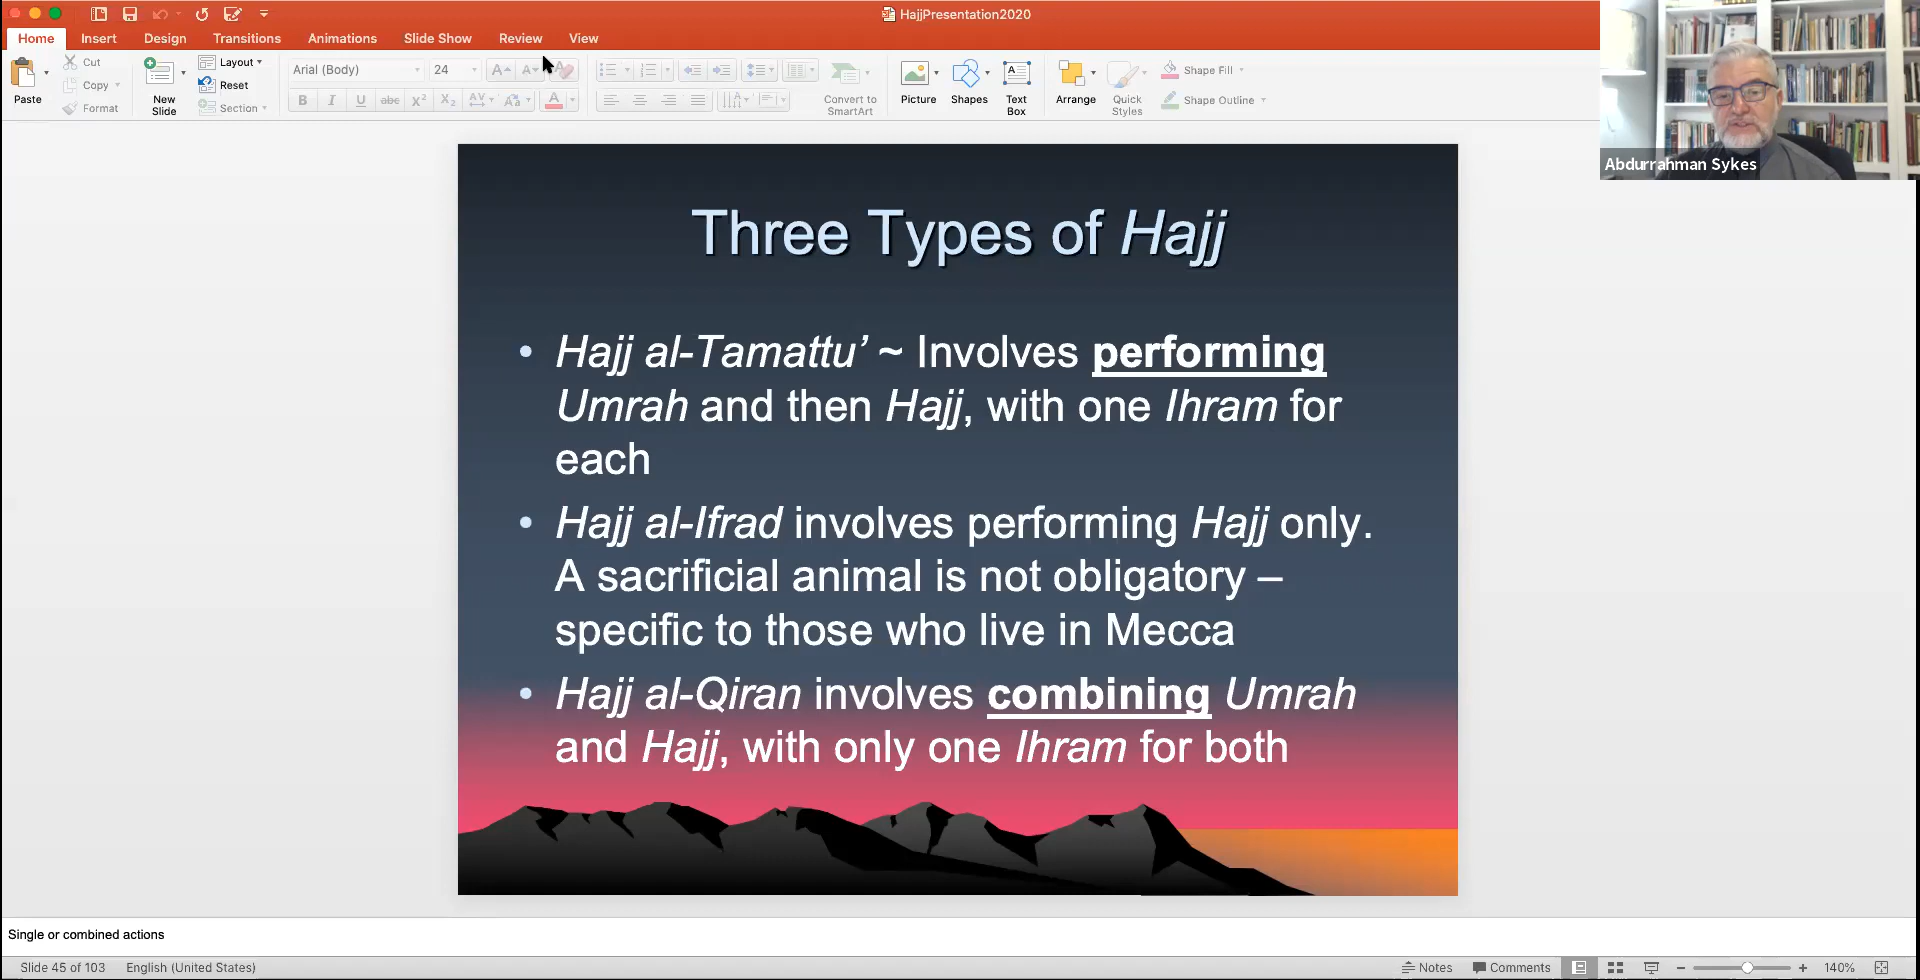 HajjPresentation2020
Home Insert Design Transitions Animations Slide Show Review View
Paste
Cut
Copy
Format
New
Slide
Layout
Reset
Section
Arial (Body) 24
Convert to
SmartArt
Picture
Shapes
Text
Box
Arrange
Quick
Styles
Shape Fill
Shape Outline
Abdurrahman Sykes
Three Types of Hajj
• Hajj al-Tamattu’ ~ Involves performing
Umrah and then Hajj, with one Ihram for
each
• Hajj al-Ifrad involves performing Hajj only.
A sacrificial animal is not obligatory –
specific to those who live in Mecca
• Hajj al-Qiran involves combining Umrah
and Hajj, with only one Ihram for both
Single or combined actions
Slide 45 of 103 English (United States) Notes Comments 140%